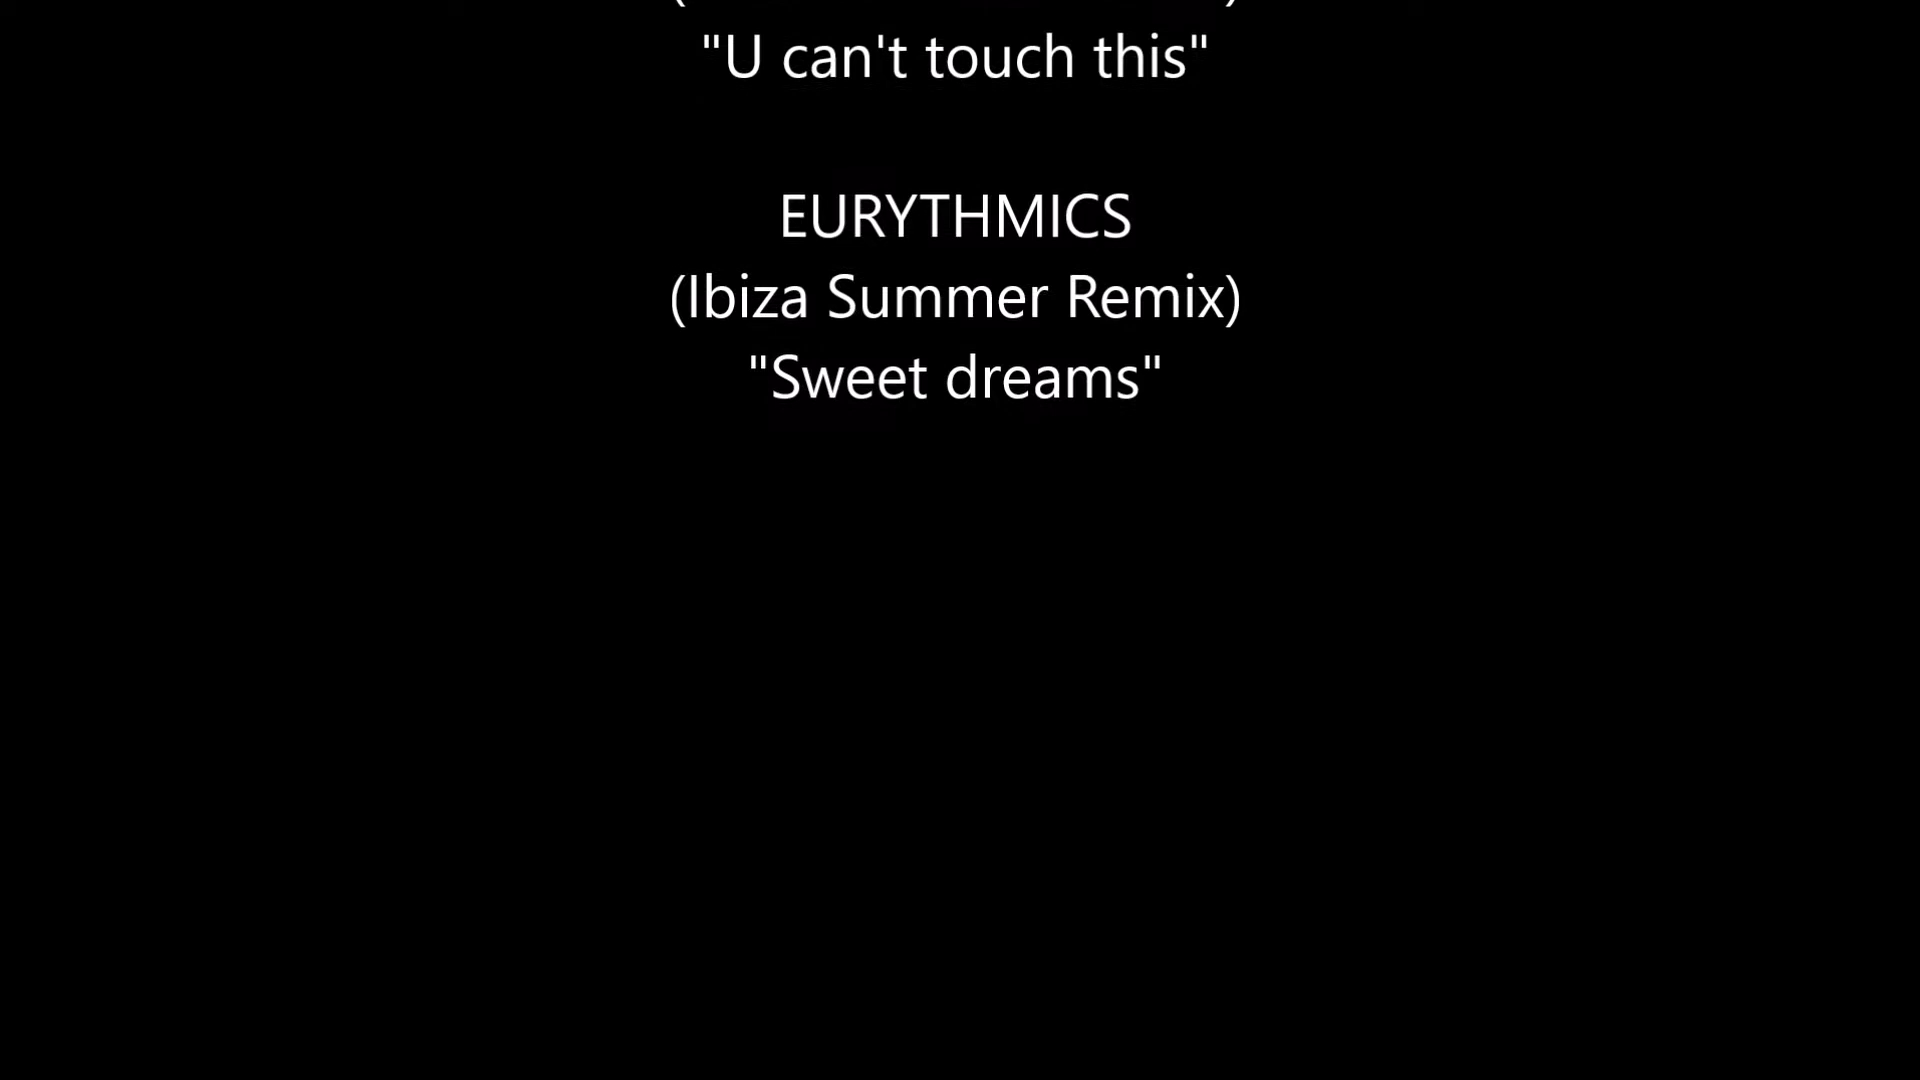 "U can't touch this"
EURYTHMICS
(Ibiza Summer Remix)
"Sweet dreams"